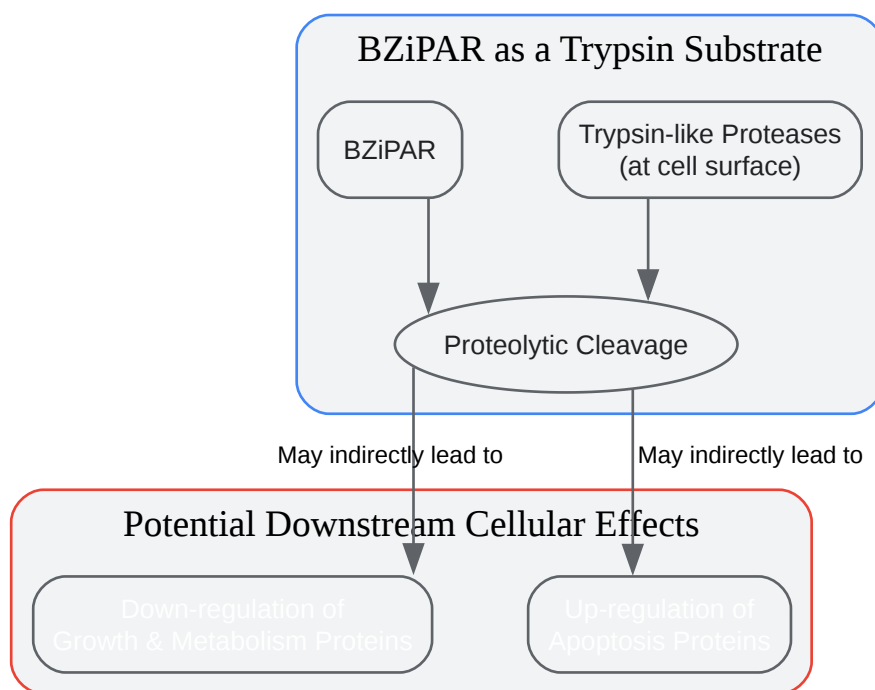 BZiPAR as a Trypsin Substrate
BZiPAR
Trypsin-like Proteases
(at cell surface)
Proteolytic Cleavage
May indirectly lead to
May indirectly lead to
Potential Downstream Cellular Effects
Down-regulation of
Growth & Metabolism Proteins
Up-regulation of
Apoptosis Proteins